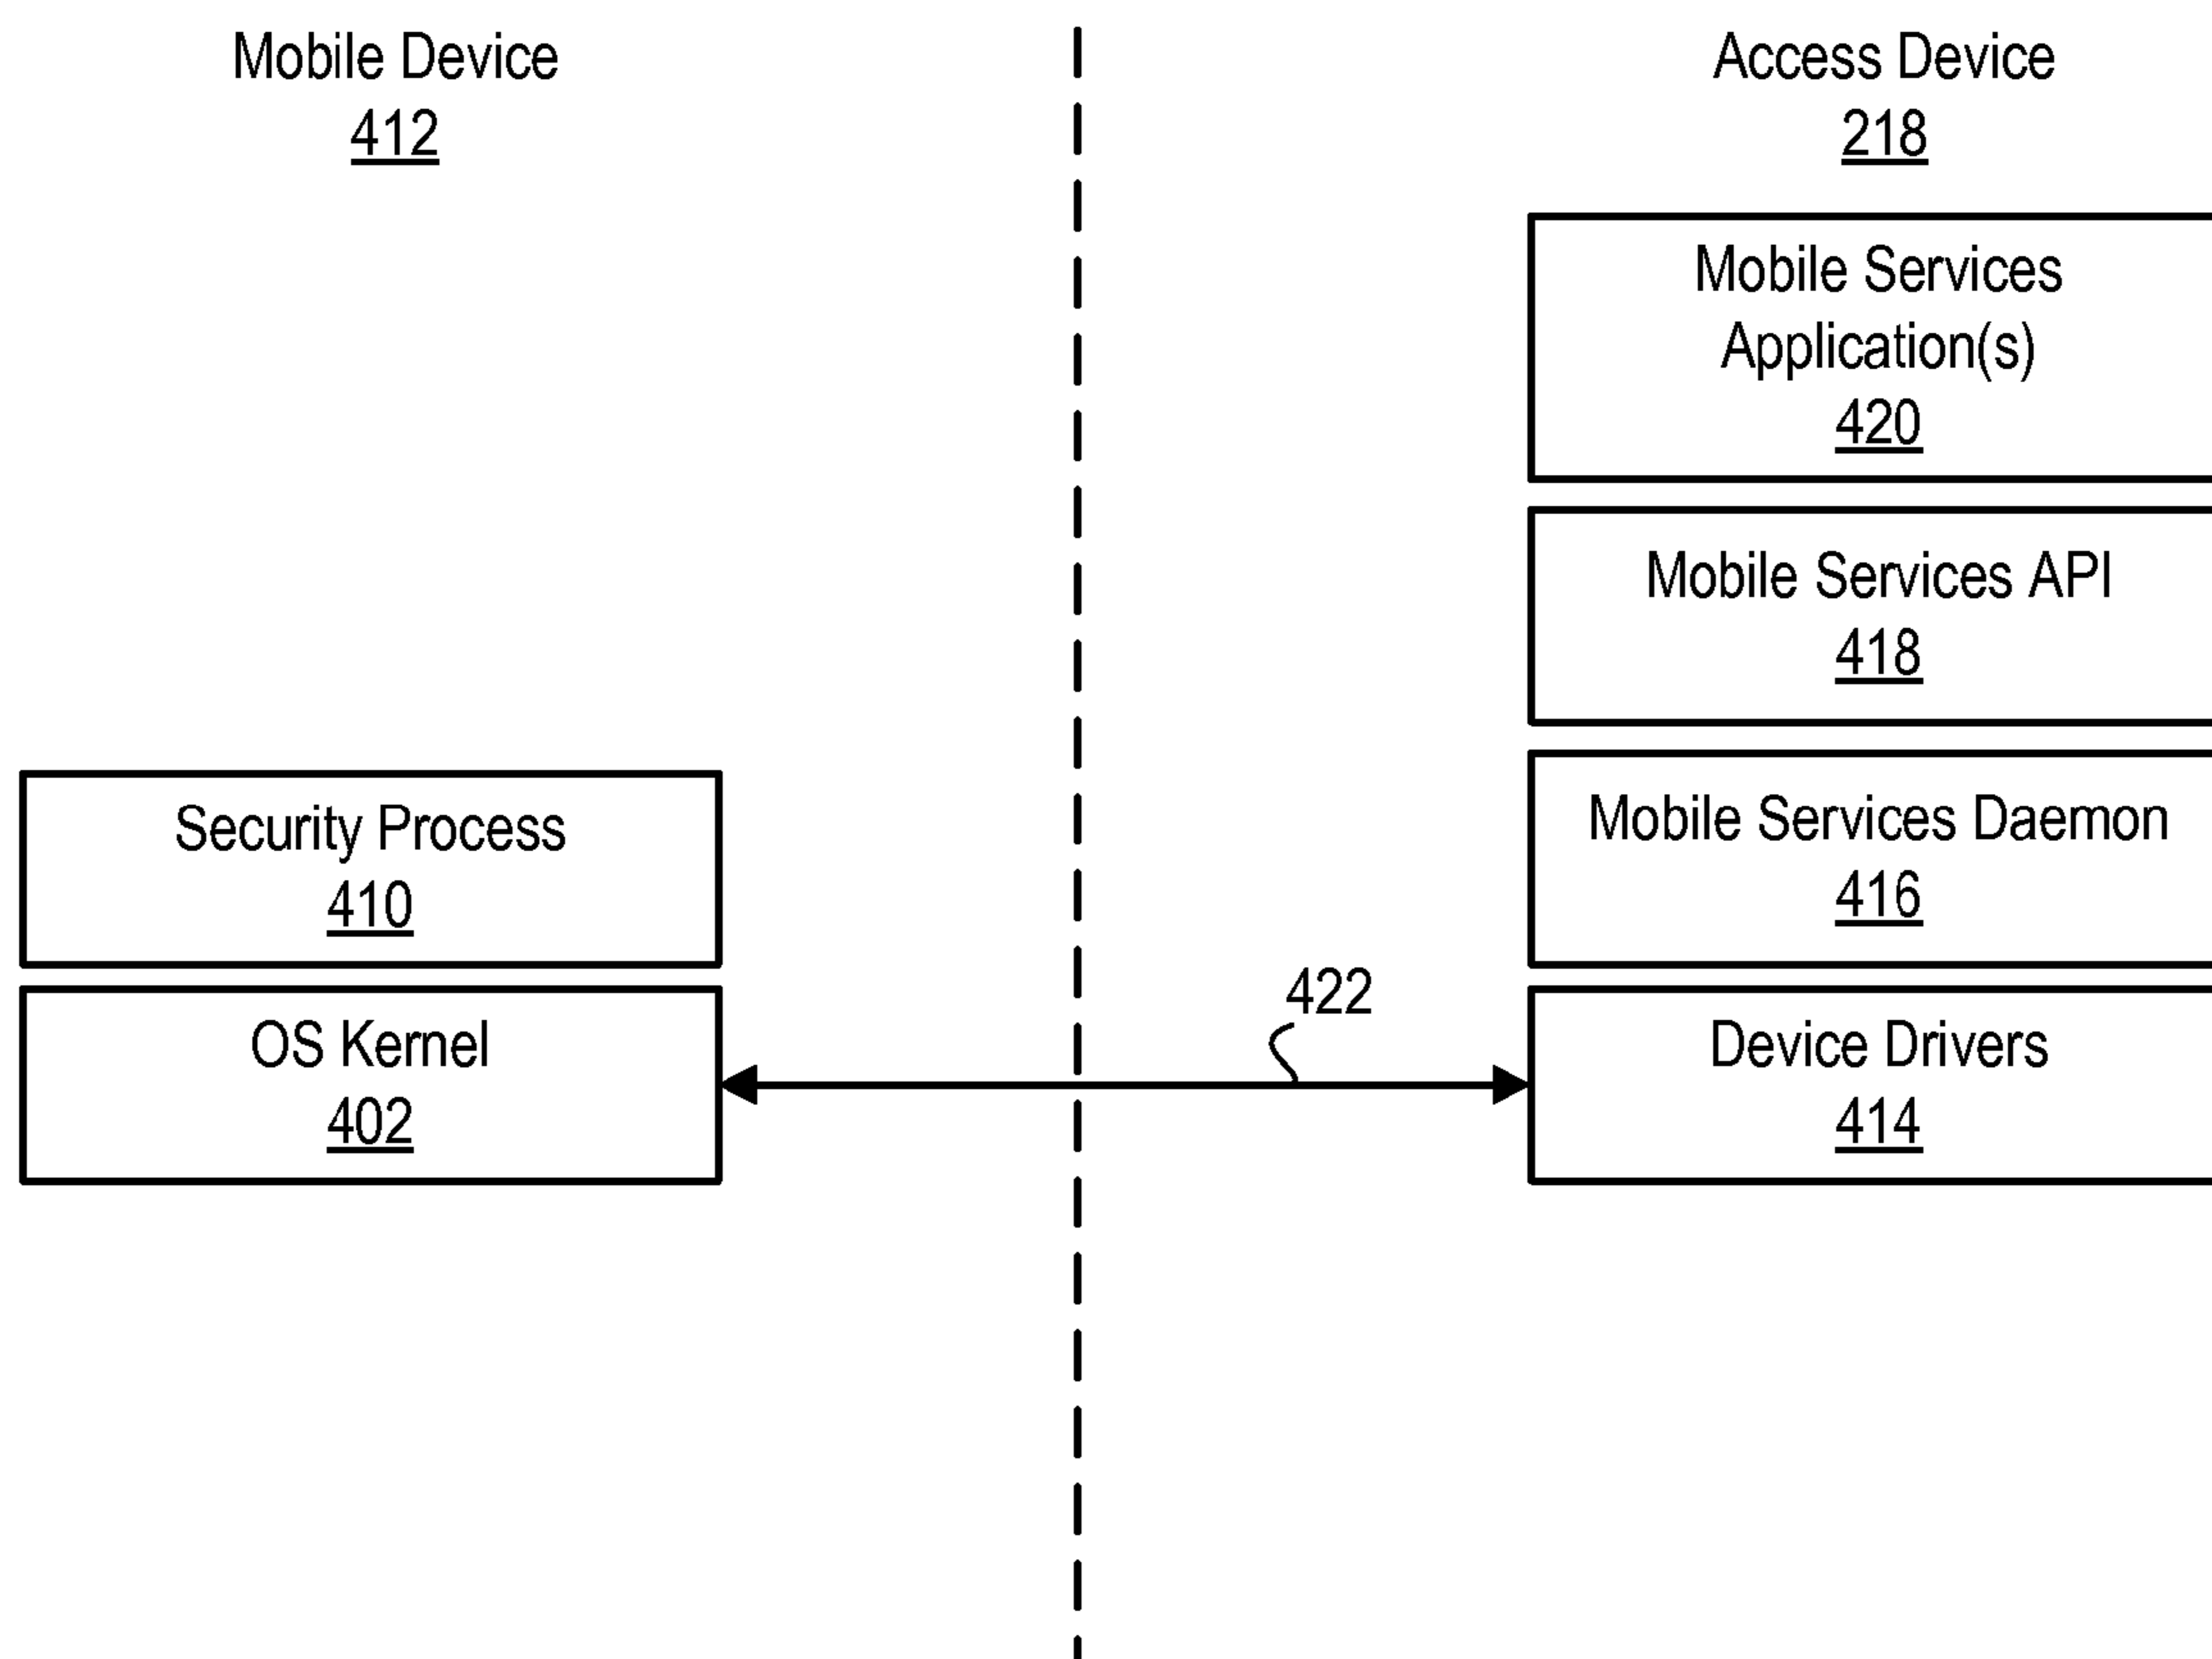 Mobile Device
412
Access Device
218
Mobile Services
Application(s)
420
Mobile Services API
418
Mobile Services Daemon
416
Security Process
410
422
OS Kernel
402
Device Drivers
414